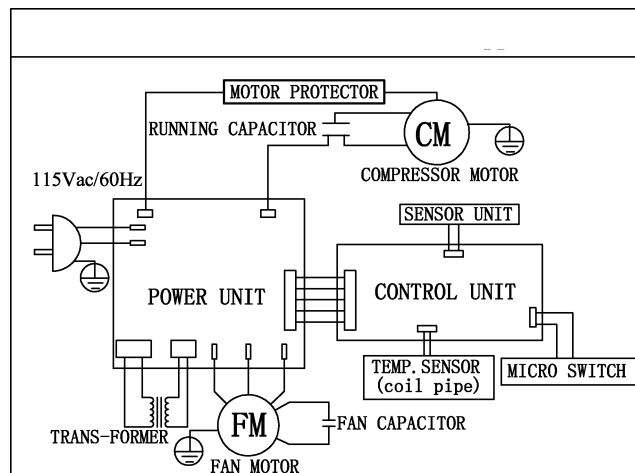 MOTOR PROTECTOR
RUNNING CAPACITOR
CM
COMPRESSOR MOTOR
115Vac/60Hz
SENSOR UNIT
POWER UNIT
CONTROL UNIT
TEMP.SENSOR
(coil pipe)
MICRO SWITCH
TRANS-FORMER
FM
FAN CAPACITOR
FAN MOTOR